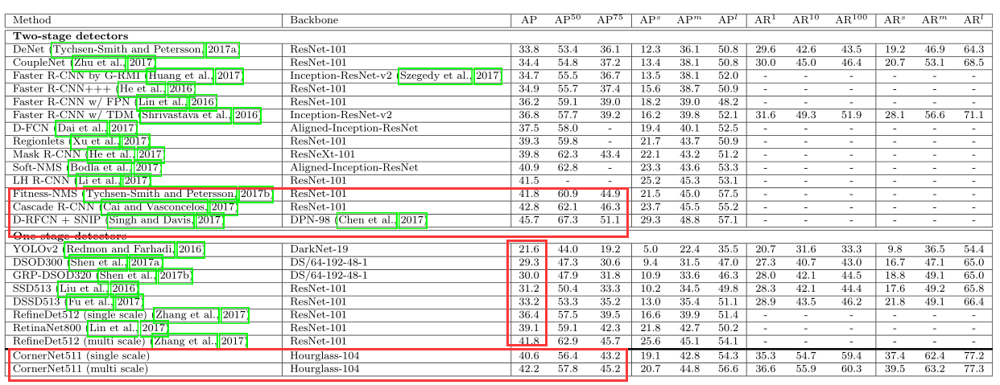 Method Backbone AP AP50 AP75 APs APm APl AR1 AR10 AR100 ARs ARm ARl
Two-stage detectors
DeNet (Tychsen-Smith and Petersson, 2017a) ResNet-101 33.8 53.4 36.1 12.3 36.1 50.8 29.6 42.6 43.5 19.2 46.9 64.3
CoupleNet (Zhu et al., 2017) ResNet-101 34.4 54.8 37.2 13.4 38.1 50.8 30.0 45.0 46.4 20.7 53.1 68.5
Faster R-CNN by G-RMI (Huang et al., 2017) Inception-ResNet-v2 (Szegedy et al., 2017) 34.7 55.5 36.7 13.5 38.1 52.0 - - - - - -
Faster R-CNN+++ (He et al., 2016) ResNet-101 34.9 55.7 37.4 15.6 38.7 50.9 - - - - - -
Faster R-CNN w/ FPN (Lin et al., 2016) ResNet-101 36.2 59.1 39.0 18.2 39.0 48.2 - - - - - -
Faster R-CNN w/ TDM (Shrivastava et al., 2016) Inception-ResNet-v2 36.8 57.7 39.2 16.2 39.8 52.1 31.6 49.3 51.9 28.1 56.6 71.1
D-FCN (Dai et al., 2017) Aligned-Inception-ResNet 37.5 58.0 - 19.4 40.1 52.5 - - - - - -
Regionlets (Xu et al., 2017) ResNet-101 39.3 59.8 - 21.7 43.7 50.9 - - - - - -
Mask R-CNN (He et al., 2017) ResNeXt-101 39.8 62.3 43.4 22.1 43.2 51.2 - - - - - -
Soft-NMS (Bodla et al., 2017) Aligned-Inception-ResNet 40.9 62.8 - 23.3 43.6 53.3 - - - - - -
LH R-CNN (Li et al., 2017) ResNet-101 41.5 - - 25.2 45.3 53.1 - - - - - -
Fitness-NMS (Tychsen-Smith and Petersson, 2017b) ResNet-101 41.8 60.9 44.9 21.5 45.0 57.5 - - - - - -
Cascade R-CNN (Cai and Vasconcelos, 2017) ResNet-101 42.8 62.1 46.3 23.7 45.5 55.2 - - - - - -
D-RFCN + SNIP (Singh and Davis, 2017) DPN-98 (Chen et al., 2017) 45.7 67.3 51.1 29.3 48.8 57.1 - - - - - -
One-stage detectors
YOLOv2 (Redmon and Farhadi, 2016) DarkNet-19 21.6 44.0 19.2 5.0 22.4 35.5 20.7 31.6 33.3 9.8 36.5 54.4
DSOD300 (Shen et al., 2017a) DS/64-192-48-1 29.3 47.3 30.6 9.4 31.5 47.0 27.3 40.7 43.0 16.7 47.1 65.0
GRP-DSOD320 (Shen et al., 2017b) DS/64-192-48-1 30.0 47.9 31.8 10.9 33.6 46.3 28.0 42.1 44.5 18.8 49.1 65.0
SSD513 (Liu et al., 2016) ResNet-101 31.2 50.4 33.3 10.2 34.5 49.8 28.3 42.1 44.4 17.6 49.2 65.8
DSSD513 (Fu et al., 2017) ResNet-101 33.2 53.3 35.2 13.0 35.4 51.1 28.9 43.5 46.2 21.8 49.1 66.4
RefineDet512 (single scale) (Zhang et al., 2017) ResNet-101 36.4 57.5 39.5 16.6 39.9 51.4 - - - - - -
RetinaNet800 (Lin et al., 2017) ResNet-101 39.1 59.1 42.3 21.8 42.7 50.2 - - - - - -
RefineDet512 (multi scale) (Zhang et al., 2017) ResNet-101 41.8 62.9 45.7 25.6 45.1 54.1 - - - - - -
CornerNet511 (single scale) Hourglass-104 40.6 56.4 43.2 19.1 42.8 54.3 35.3 54.7 59.4 37.4 62.4 77.2
CornerNet511 (multi scale) Hourglass-104 42.2 57.8 45.2 20.7 44.8 56.6 36.6 55.9 60.3 39.5 63.2 77.3